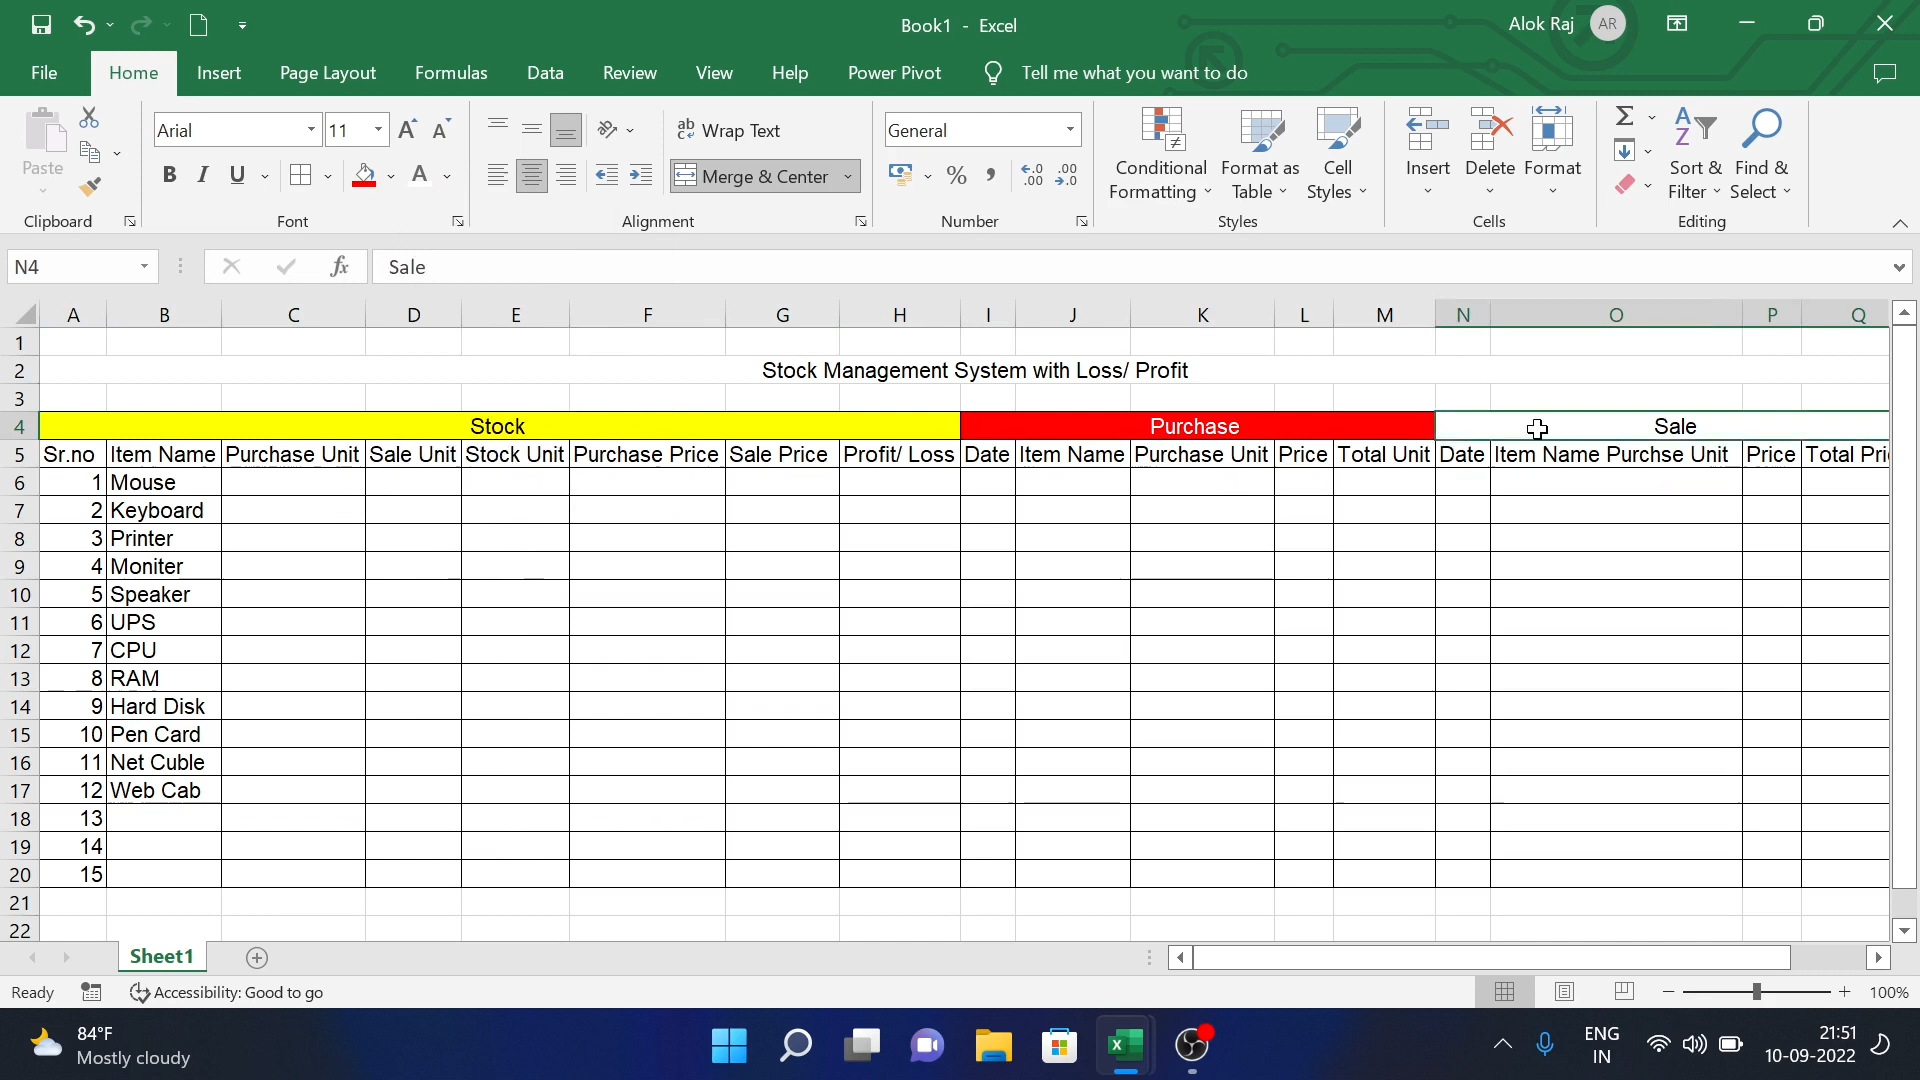 Book1 - Excel
Alok Raj AR
File Home Insert Page Layout Formulas Data Review View Help Power Pivot Tell me what you want to do
Paste
Clipboard
Arial 11 A A
B I U A
Font
ab Wrap Text
Merge & Center
Alignment
General
% , .00 .00
Number
Conditional Formatting
Format as Table
Cell Styles
Styles
Insert Delete Format
Cells
Σ
Sort & Filter
Find & Select
Editing
N4 fx Sale
A B C D E F G H I J K L M N O P Q
1
2 Stock Management System with Loss/ Profit
3
4 Stock Purchase Sale
5 Sr.no Item Name Purchase Unit Sale Unit Stock Unit Purchase Price Sale Price Profit/ Loss Date Item Name Purchase Unit Price Total Unit Date Item Name Purchse Unit Price Total Pri
6 1 Mouse
7 2 Keyboard
8 3 Printer
9 4 Moniter
10 5 Speaker
11 6 UPS
12 7 CPU
13 8 RAM
14 9 Hard Disk
15 10 Pen Card
16 11 Net Cuble
17 12 Web Cab
18 13
19 14
20 15
21
22
Sheet1
Ready Accessibility: Good to go 100%
84°F
Mostly cloudy
ENG
IN
21:51
10-09-2022